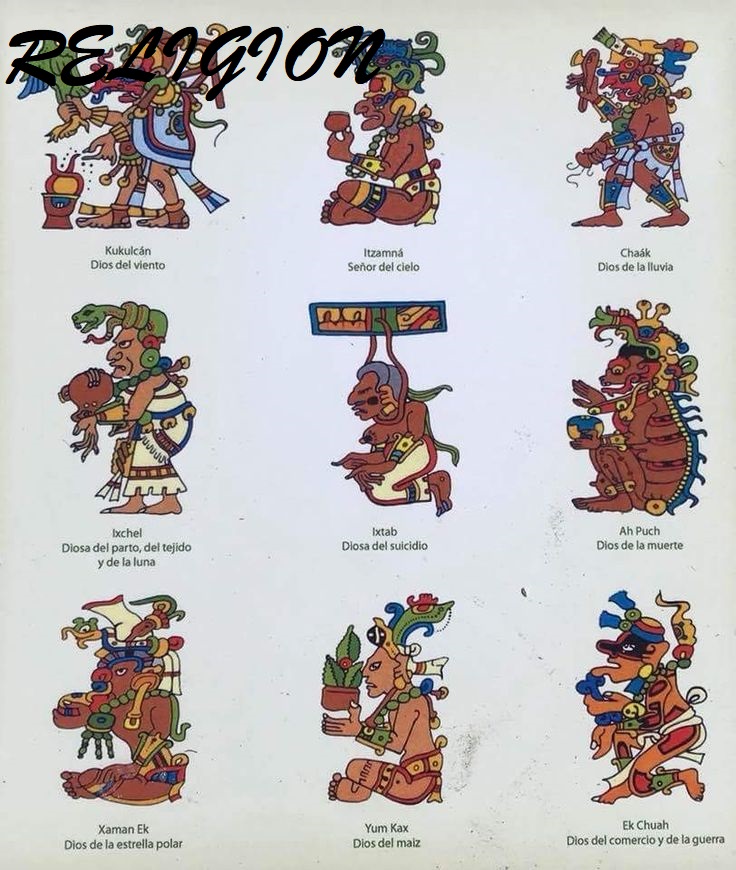 RELIGION
Kukulcán
Dios del viento
Itzamná
Señor del cielo
Chaák
Dios de la lluvia
Ixchel
Diosa del parto, del tejido
y de la luna
Ixtab
Diosa del suicidio
Ah Puch
Dios de la muerte
Xaman Ek
Dios de la estrella polar
Yum Kax
Dios del maiz
Ek Chuah
Dios del comercio y de la guerra